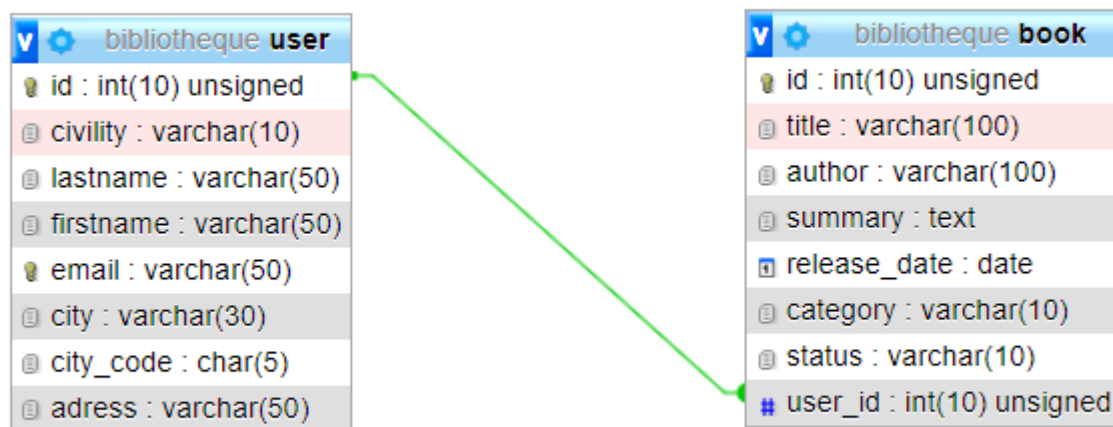 v bibliotheque user
id : int(10) unsigned
civility : varchar(10)
lastname : varchar(50)
firstname : varchar(50)
email : varchar(50)
city : varchar(30)
city_code : char(5)
adress : varchar(50)
v bibliotheque book
id : int(10) unsigned
title : varchar(100)
author : varchar(100)
summary : text
release_date : date
category : varchar(10)
status : varchar(10)
# user_id : int(10) unsigned